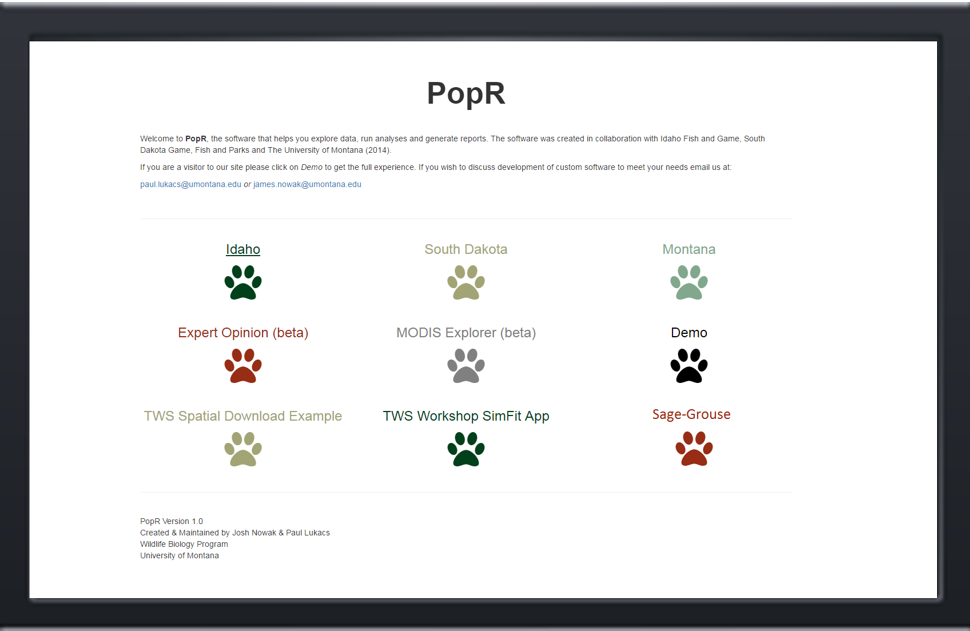 PopR
Welcome to PopR, the software that helps you explore data, run analyses and generate reports. The software was created in collaboration with Idaho Fish and Game, South
Dakota Game, Fish and Parks and The University of Montana (2014).
If you are a visitor to our site please click on Demo to get the full experience. If you wish to discuss development of custom software to meet your needs email us at:
paul.lukacs@umontana.edu or james.nowak@umontana.edu
Idaho
South Dakota
Montana
Expert Opinion (beta)
MODIS Explorer (beta)
Demo
TWS Spatial Download Example
TWS Workshop SimFit App
Sage-Grouse
PopR Version 1.0
Created & Maintained by Josh Nowak & Paul Lukacs
Wildlife Biology Program
University of Montana